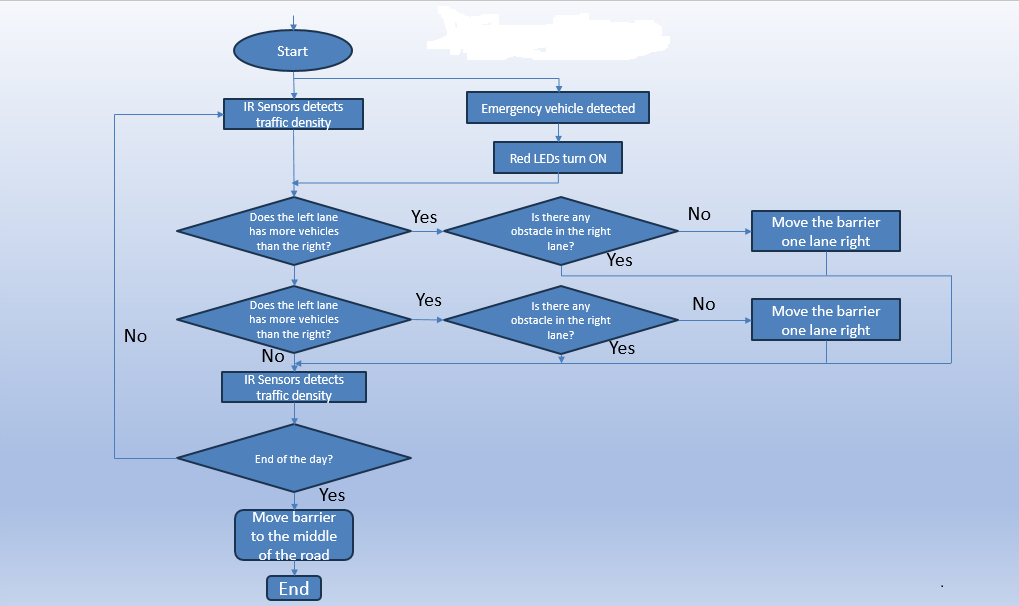 Start
IR Sensors detects
traffic density
Emergency vehicle detected
Red LEDs turn ON
Does the left lane
has more vehicles
than the right?
Yes
Is there any
obstacle in the right
lane?
No
Yes
Move the barrier
one lane right
Does the left lane
has more vehicles
than the right?
Yes
No
Is there any
obstacle in the right
lane?
No
Yes
Move the barrier
one lane right
No
IR Sensors detects
traffic density
End of the day?
Yes
Move barrier
to the middle
of the road
End
.